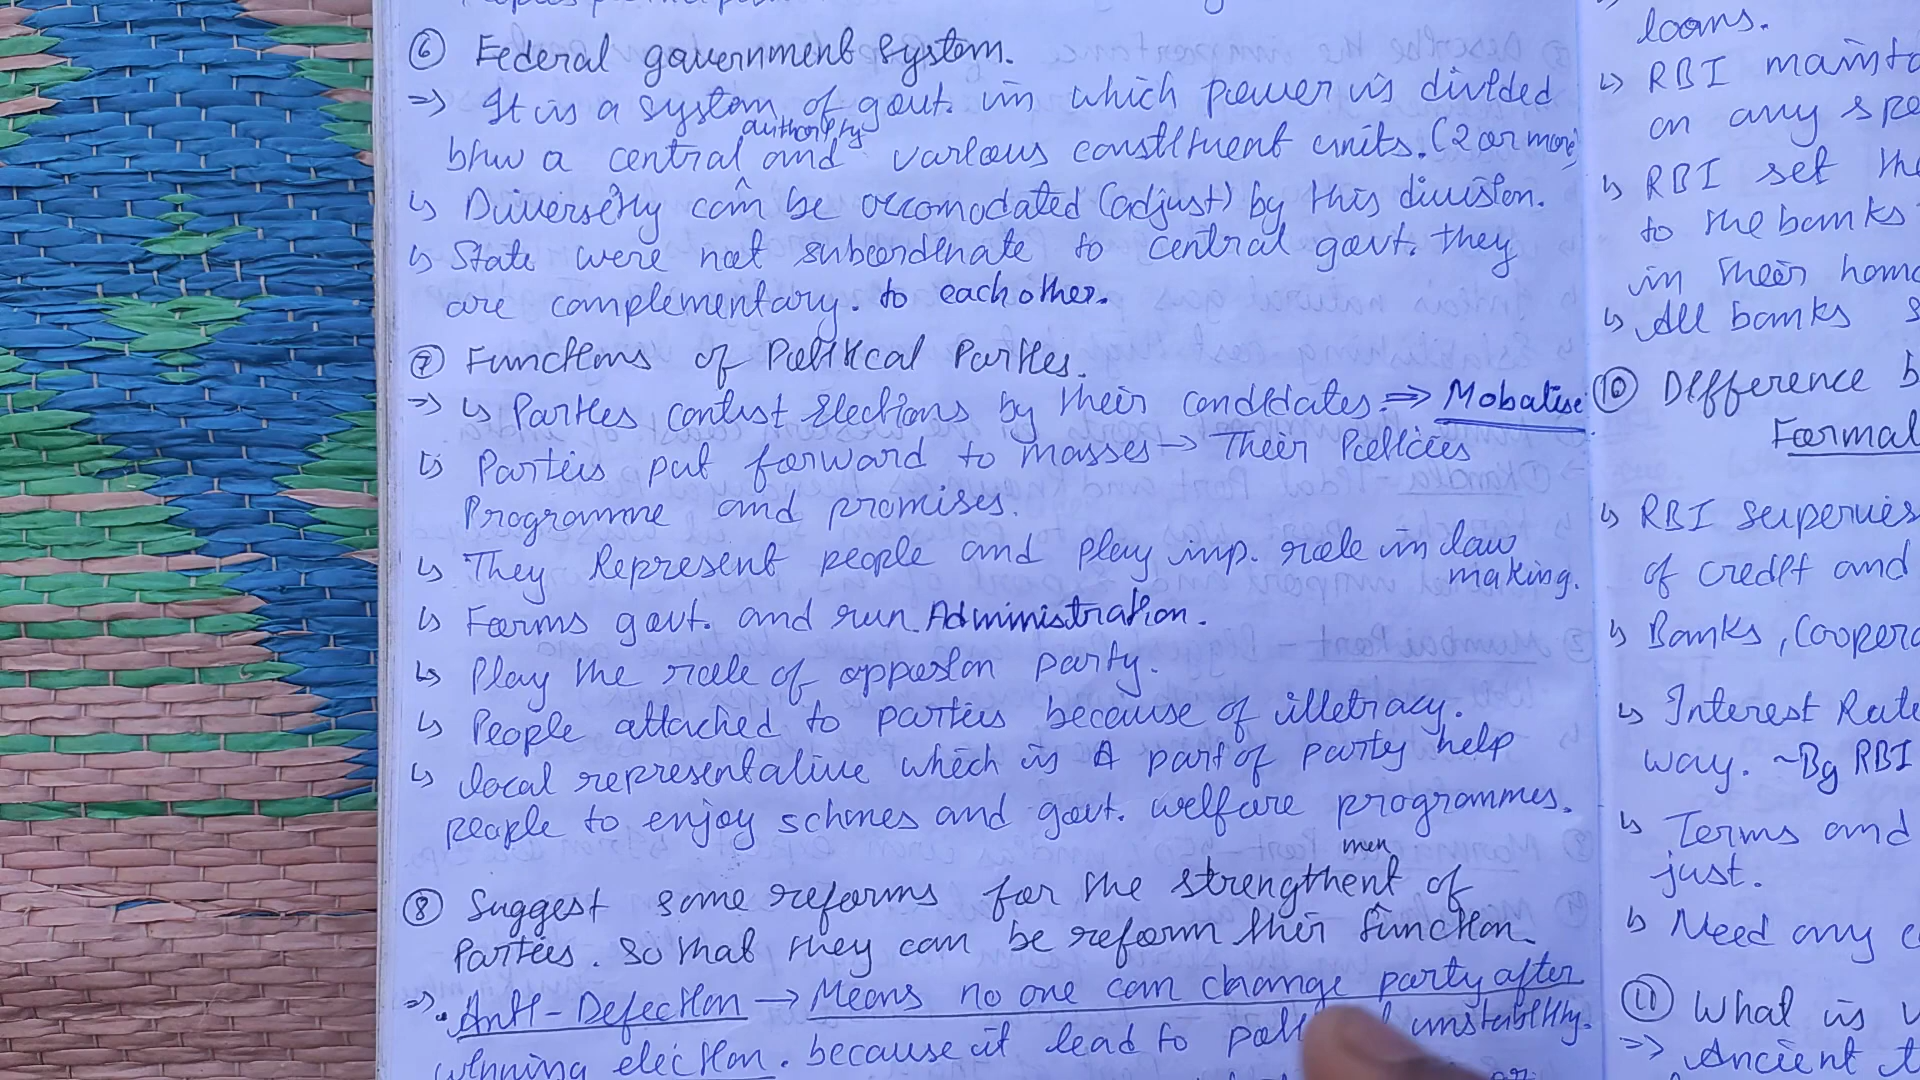 ⑥ Federal government System.
=> It is a system of govt. in which power is divided
authority
bhw a central and various constituent units. (2 or more)
↳ Diversity can be accomodated (adjust) by this division.
↳ State were not subordinate to central govt. they
are complementary. to each other.
⑦ Functions of Political Parties.
=> ↳ Parties contest Elections by their candidates. => Mobalise
↳ Parties put forward to masses → Their Policies
Programme and promises.
↳ They Represent people and play imp. role in law
making.
↳ Forms govt. and run Administration.
↳ Play the role of oppostion party.
↳ People attached to parties because of illetracy.
↳ local representative which is A part of party help
people to enjoy schmes and govt. welfare programmes.
men
⑧ Suggest some reforms for the strengthent of
Parties. So that they can be reform their function.
=> Anti-Defection → Means no one can change party after
winning election. because it lead to unstability.
loans.
↳ RBI
on any
↳ RBI set the
to the banks
in their
↳ All banks
⑩ Difference
Formal
↳ RBI
of credit and
↳ Banks,
↳ Interest Rate
way. ~By RBI
↳ Terms and
just.
↳ Need any
⑪ What is
=> Ancient